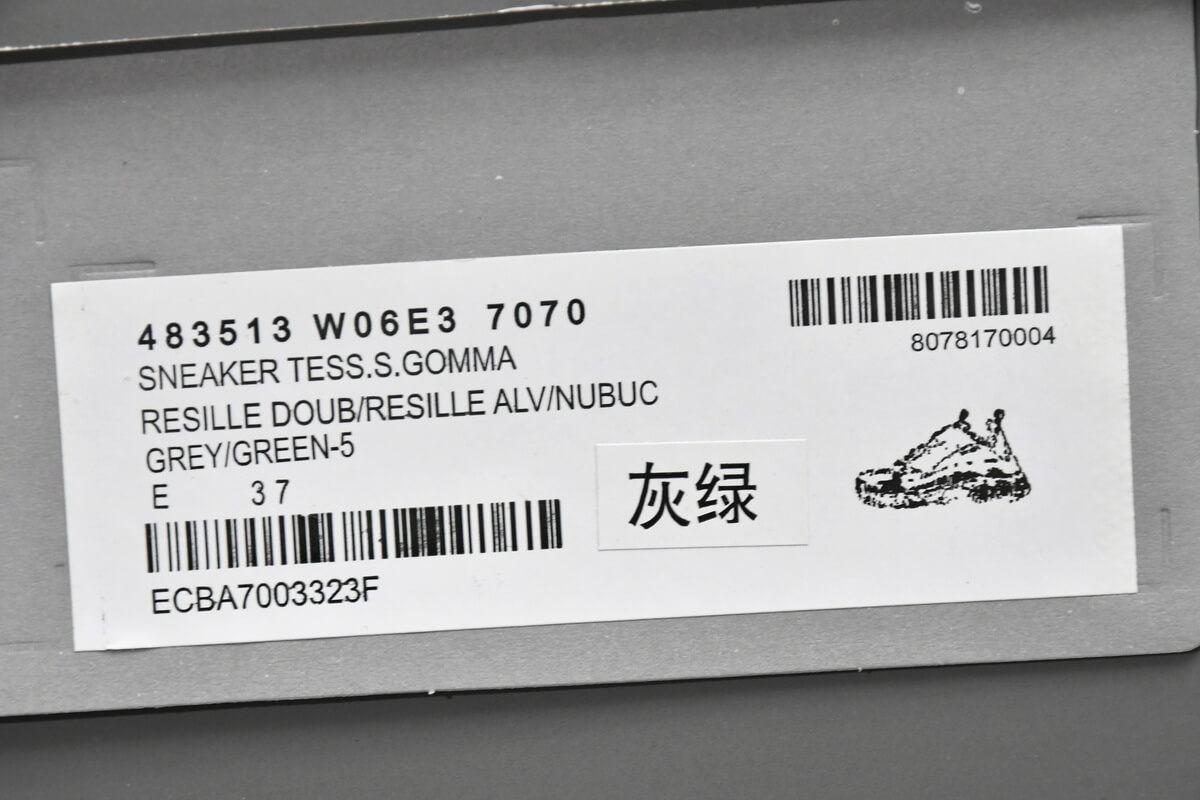 483513 W06E3 7070
8078170004
SNEAKER TESS.S.GOMMA
RESILLE DOUB/RESILLE ALV/NUBUC
GREY/GREEN-5
E 37
灰绿
ECBA7003323F